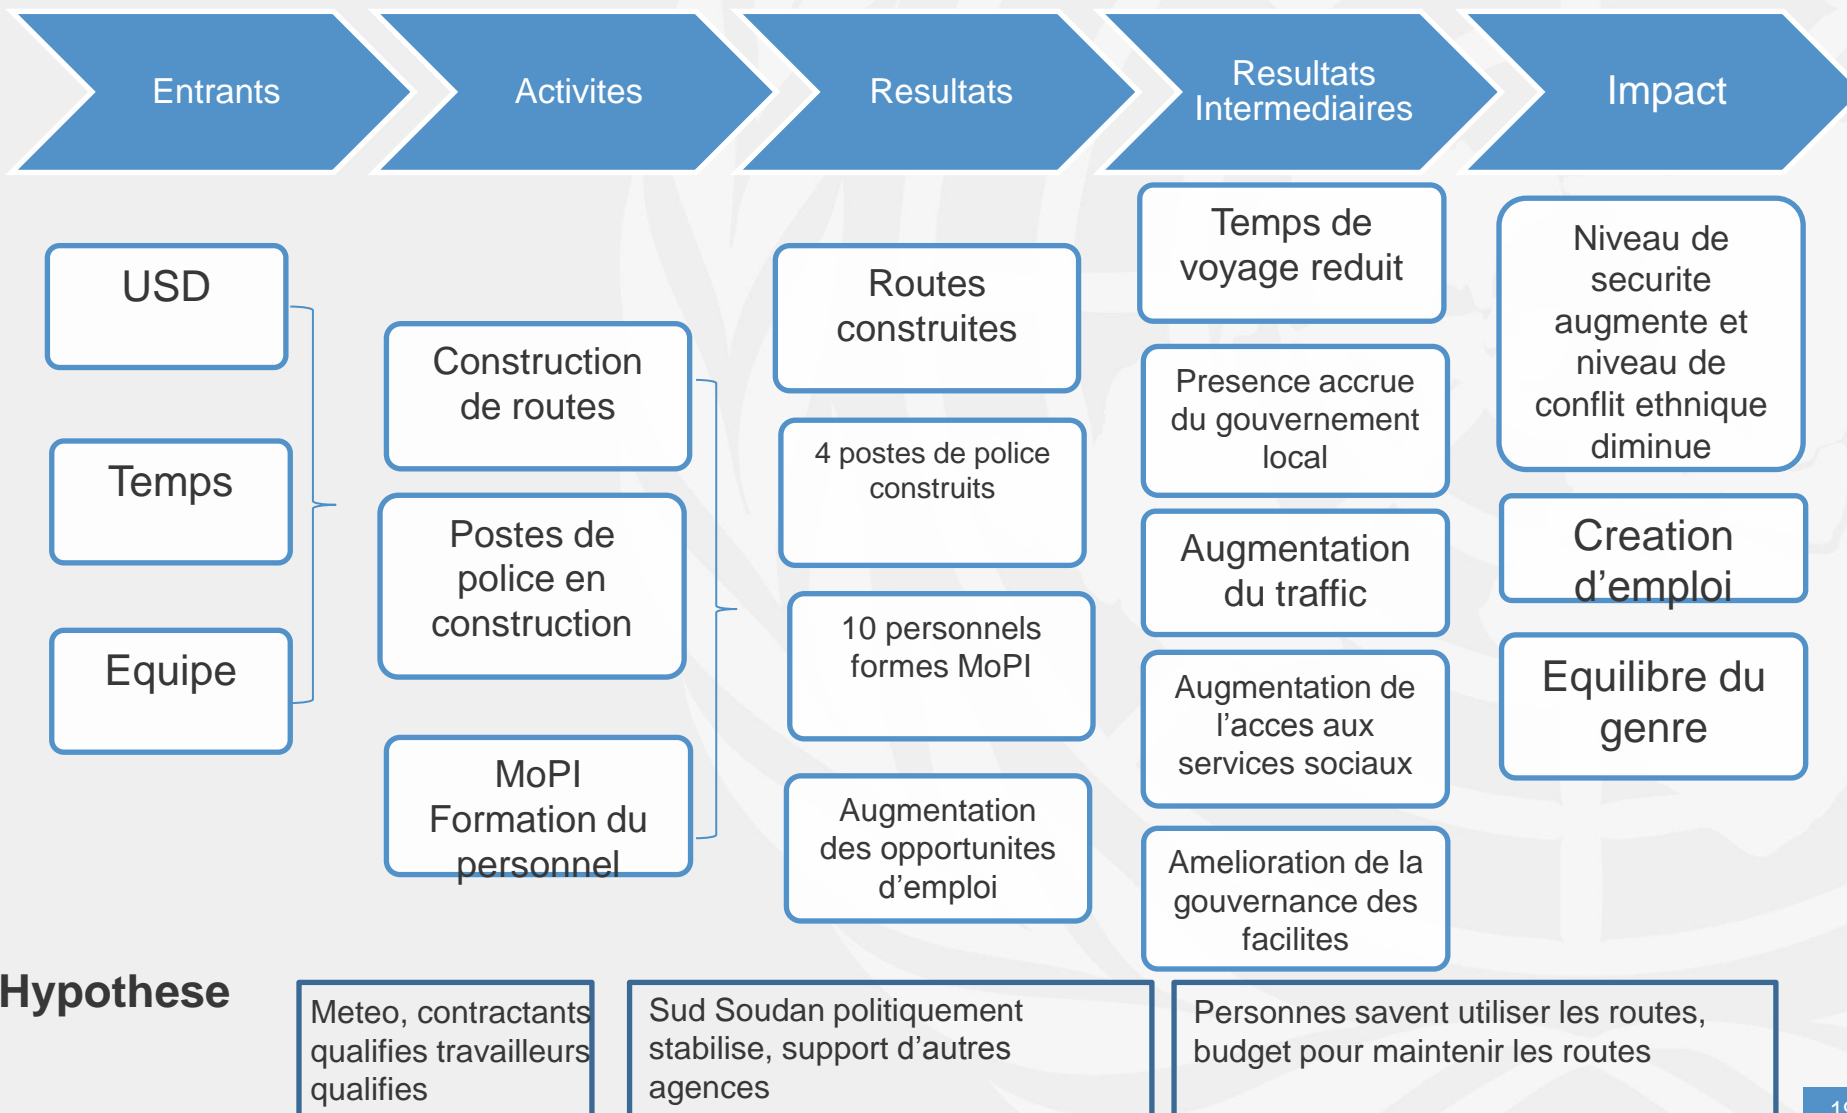 Entrants
Activites
Resultats
Resultats
Intermediaires
Impact
USD
Temps
Equipe
Construction
de routes
Postes de
police en
construction
MoPI
Formation du
personnel
Routes
construites
4 postes de police
construits
10 personnels
formes MoPI
Augmentation
des opportunites
d’emploi
Temps de
voyage reduit
Presence accrue
du gouvernement
local
Augmentation
du traffic
Augmentation de
l’acces aux
services sociaux
Amelioration de la
gouvernance des
facilites
Niveau de
securite
augmente et
niveau de
conflit ethnique
diminue
Creation
d’emploi
Equilibre du
genre
Hypothese
Meteo, contractants
qualifies travailleurs
qualifies
Sud Soudan politiquement
stabilise, support d’autres
agences
Personnes savent utiliser les routes,
budget pour maintenir les routes